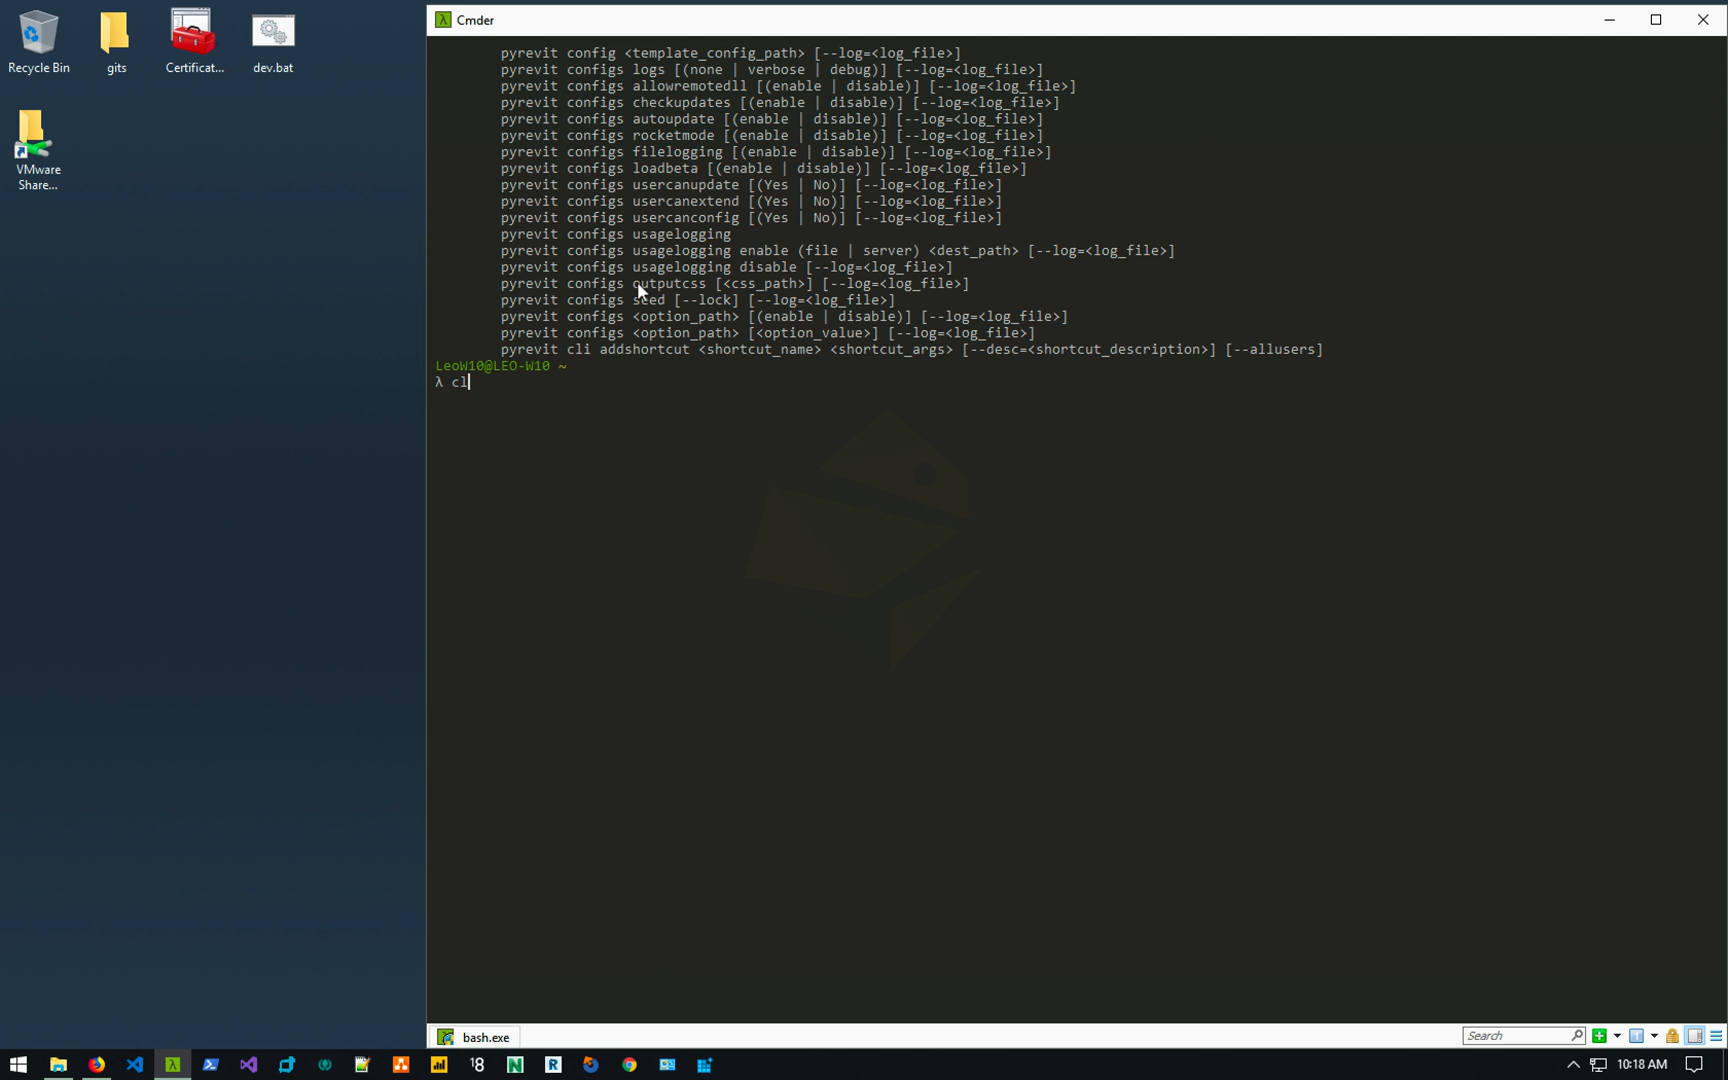 Recycle Bin
gits
Certificat...
dev.bat
VMware
Share...
Cmder
pyrevit config <template_config_path> [--log=<log_file>]
pyrevit configs logs [(none | verbose | debug)] [--log=<log_file>]
pyrevit configs allowremotedll [(enable | disable)] [--log=<log_file>]
pyrevit configs checkupdates [(enable | disable)] [--log=<log_file>]
pyrevit configs autoupdate [(enable | disable)] [--log=<log_file>]
pyrevit configs rocketmode [(enable | disable)] [--log=<log_file>]
pyrevit configs filelogging [(enable | disable)] [--log=<log_file>]
pyrevit configs loadbeta [(enable | disable)] [--log=<log_file>]
pyrevit configs usercanupdate [(Yes | No)] [--log=<log_file>]
pyrevit configs usercanextend [(Yes | No)] [--log=<log_file>]
pyrevit configs usercanconfig [(Yes | No)] [--log=<log_file>]
pyrevit configs usagelogging
pyrevit configs usagelogging enable (file | server) <dest_path> [--log=<log_file>]
pyrevit configs usagelogging disable [--log=<log_file>]
pyrevit configs outputcss [<css_path>] [--log=<log_file>]
pyrevit configs seed [--lock] [--log=<log_file>]
pyrevit configs <option_path> [(enable | disable)] [--log=<log_file>]
pyrevit configs <option_path> [<option_value>] [--log=<log_file>]
pyrevit cli addshortcut <shortcut_name> <shortcut_args> [--desc=<shortcut_description>] [--allusers]
LeoW10@LEO-W10 ~
λ cl
bash.exe
Search
18
10:18 AM